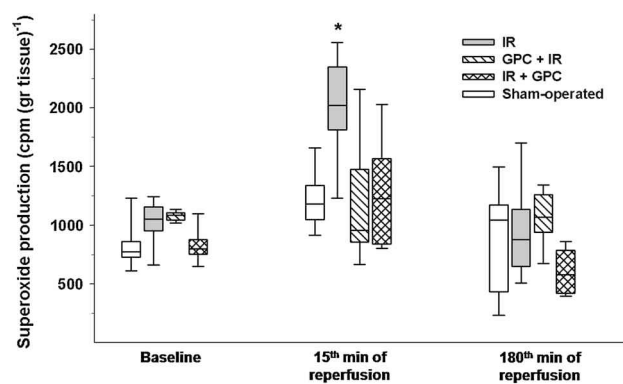 Superoxide production (cpm (gr tissue)⁻¹)
2500
2000
1500
1000
500
*
IR
GPC + IR
IR + GPC
Sham-operated
Baseline
15th min of
reperfusion
180th min of
reperfusion